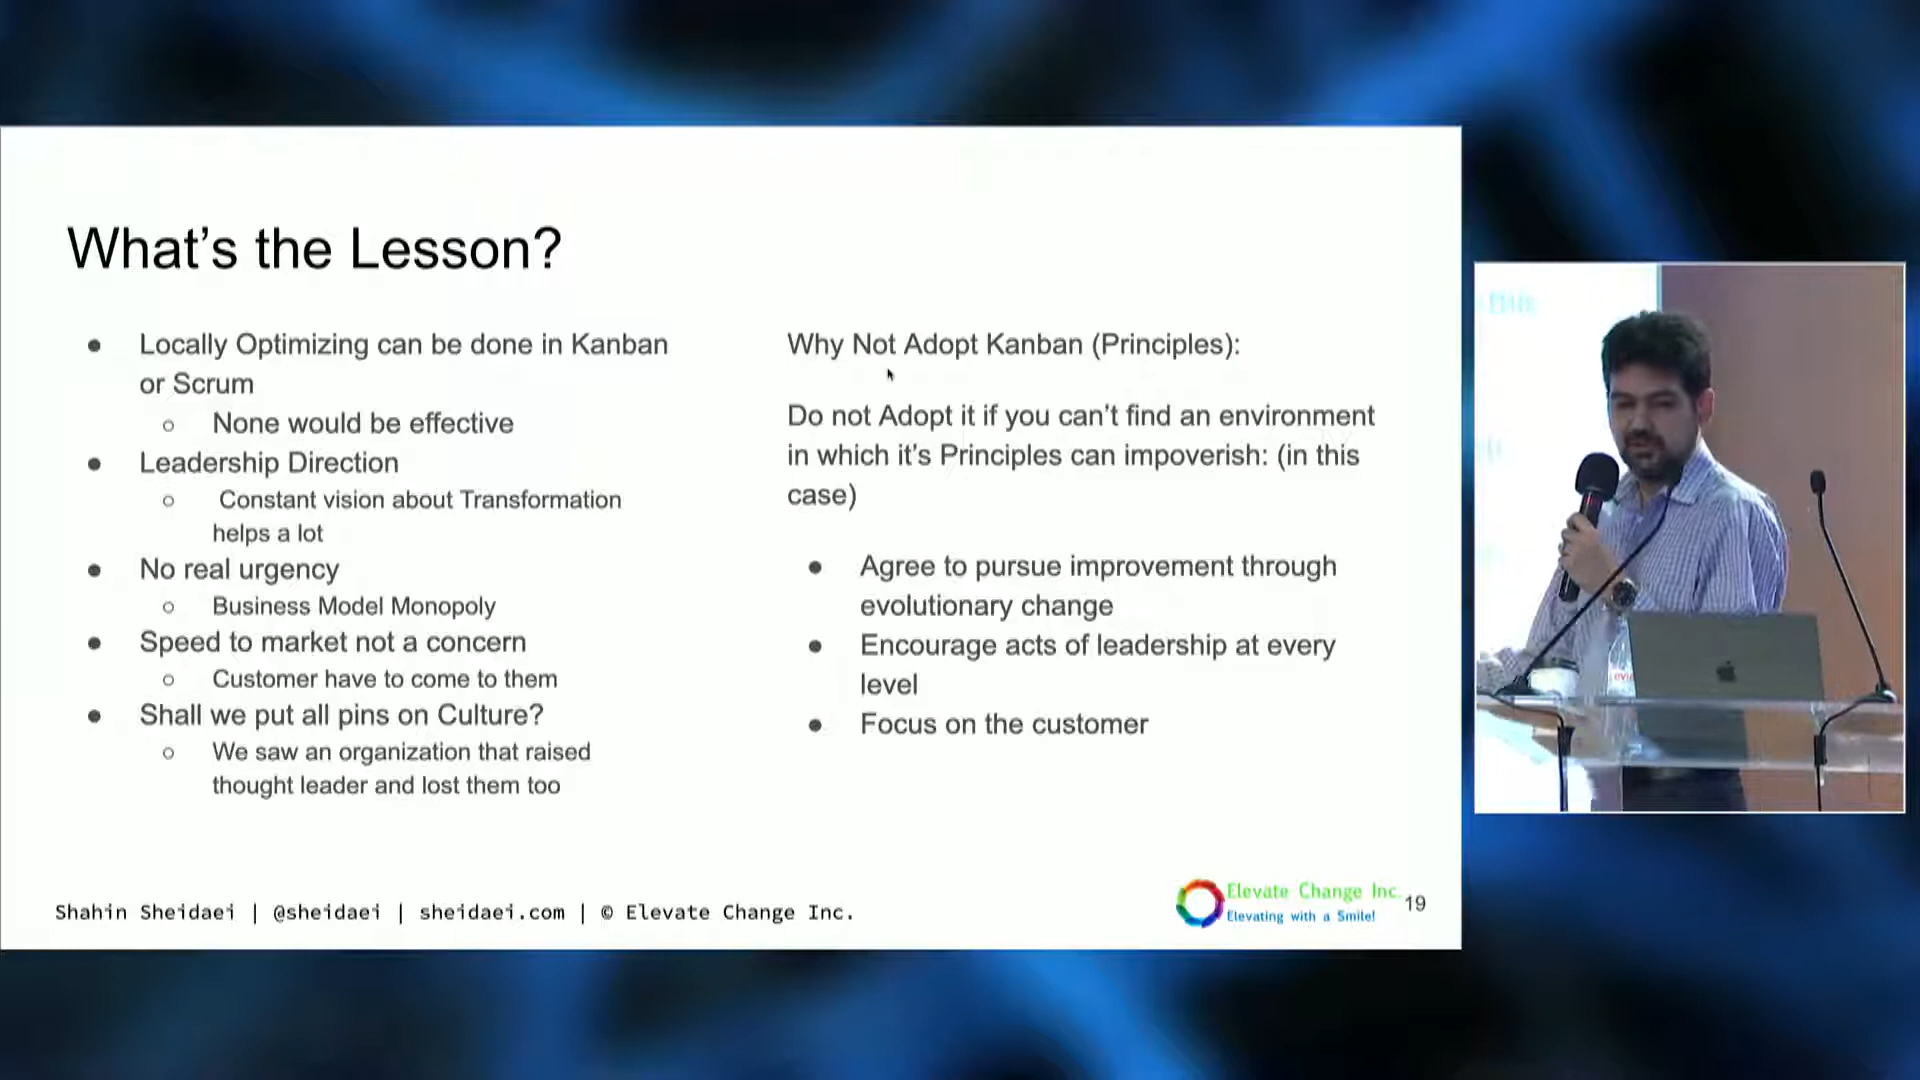 What's the Lesson?
● Locally Optimizing can be done in Kanban
or Scrum
○ None would be effective
● Leadership Direction
○ Constant vision about Transformation
helps a lot
● No real urgency
○ Business Model Monopoly
● Speed to market not a concern
○ Customer have to come to them
● Shall we put all pins on Culture?
○ We saw an organization that raised
thought leader and lost them too
Why Not Adopt Kanban (Principles):
Do not Adopt it if you can't find an environment
in which it's Principles can impoverish: (in this
case)
● Agree to pursue improvement through
evolutionary change
● Encourage acts of leadership at every
level
● Focus on the customer
Shahin Sheidaei | @sheidaei | sheidaei.com | © Elevate Change Inc.
Elevate Change Inc.
Elevating with a Smile!
19